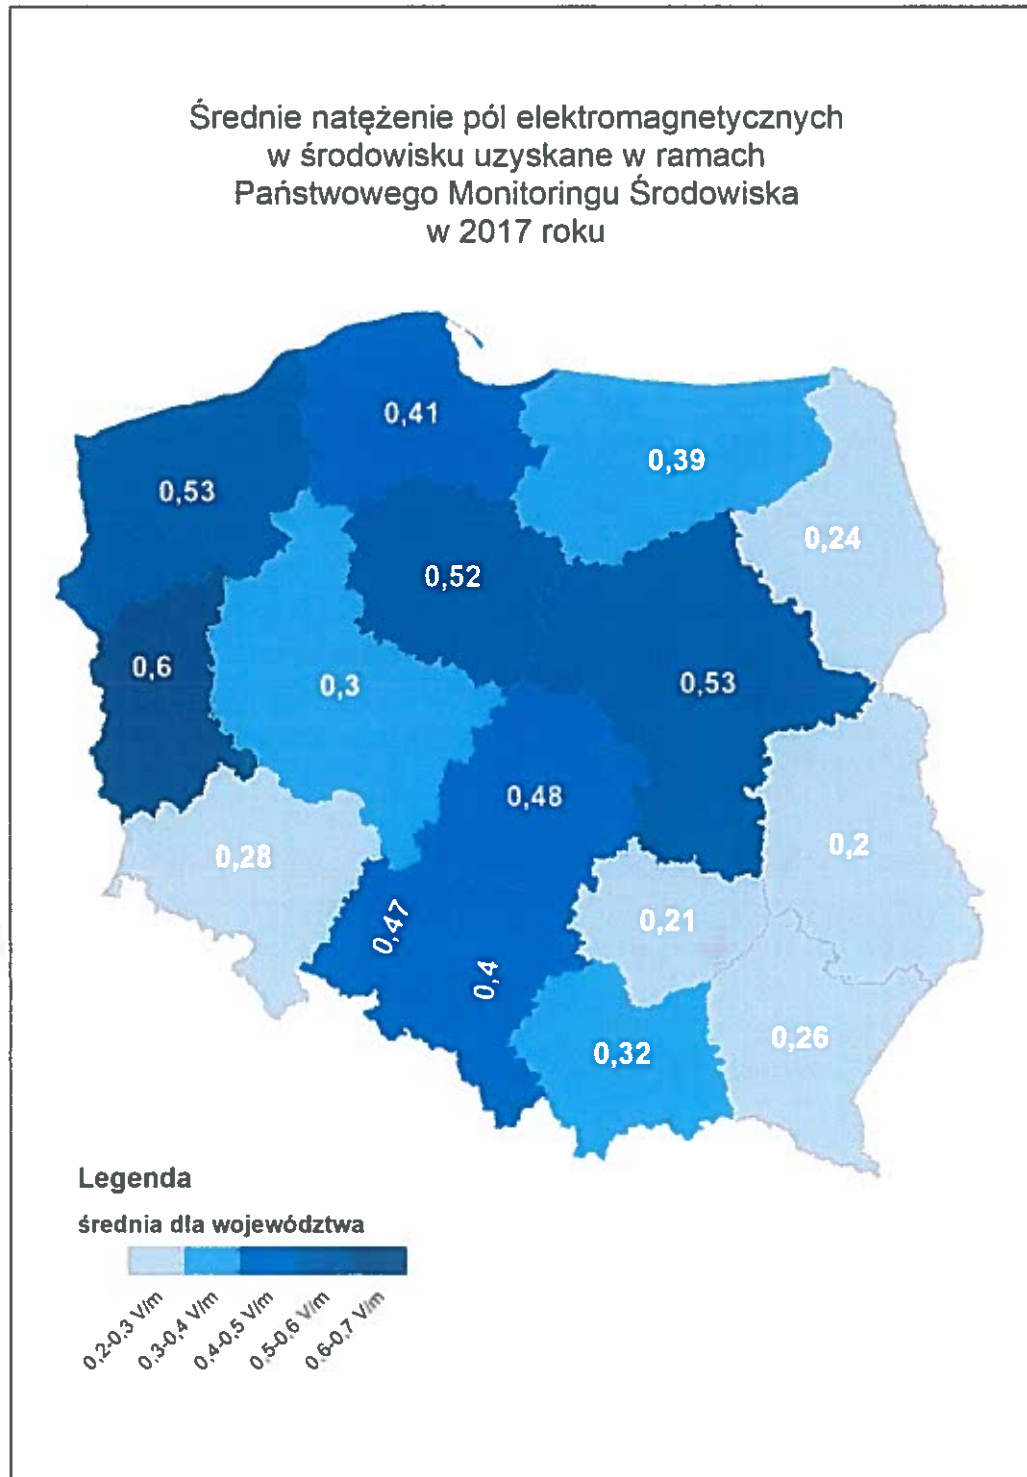 Średnie natężenie pól elektromagnetycznych
w środowisku uzyskane w ramach
Państwowego Monitoringu Środowiska
w 2017 roku
0,41
0,39
0,53
0,24
0,52
0,6
0,3
0,53
0,48
0,28
0,2
0,47
0,21
0,4
0,32
0,26
Legenda
średnia dla województwa
0,2-0,3 V/m
0,3-0,4 V/m
0,4-0,5 V/m
0,5-0,6 V/m
0,6-0,7 V/m